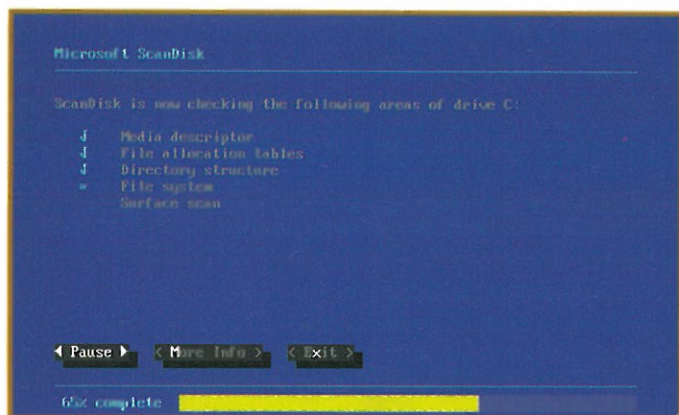 Microsoft ScanDisk
ScanDisk is now checking the following areas of drive C:
√ Media descriptor
√ File allocation tables
√ Directory structure
» File system
Surface scan
◄ Pause ► < More Info > < Exit >
65% complete